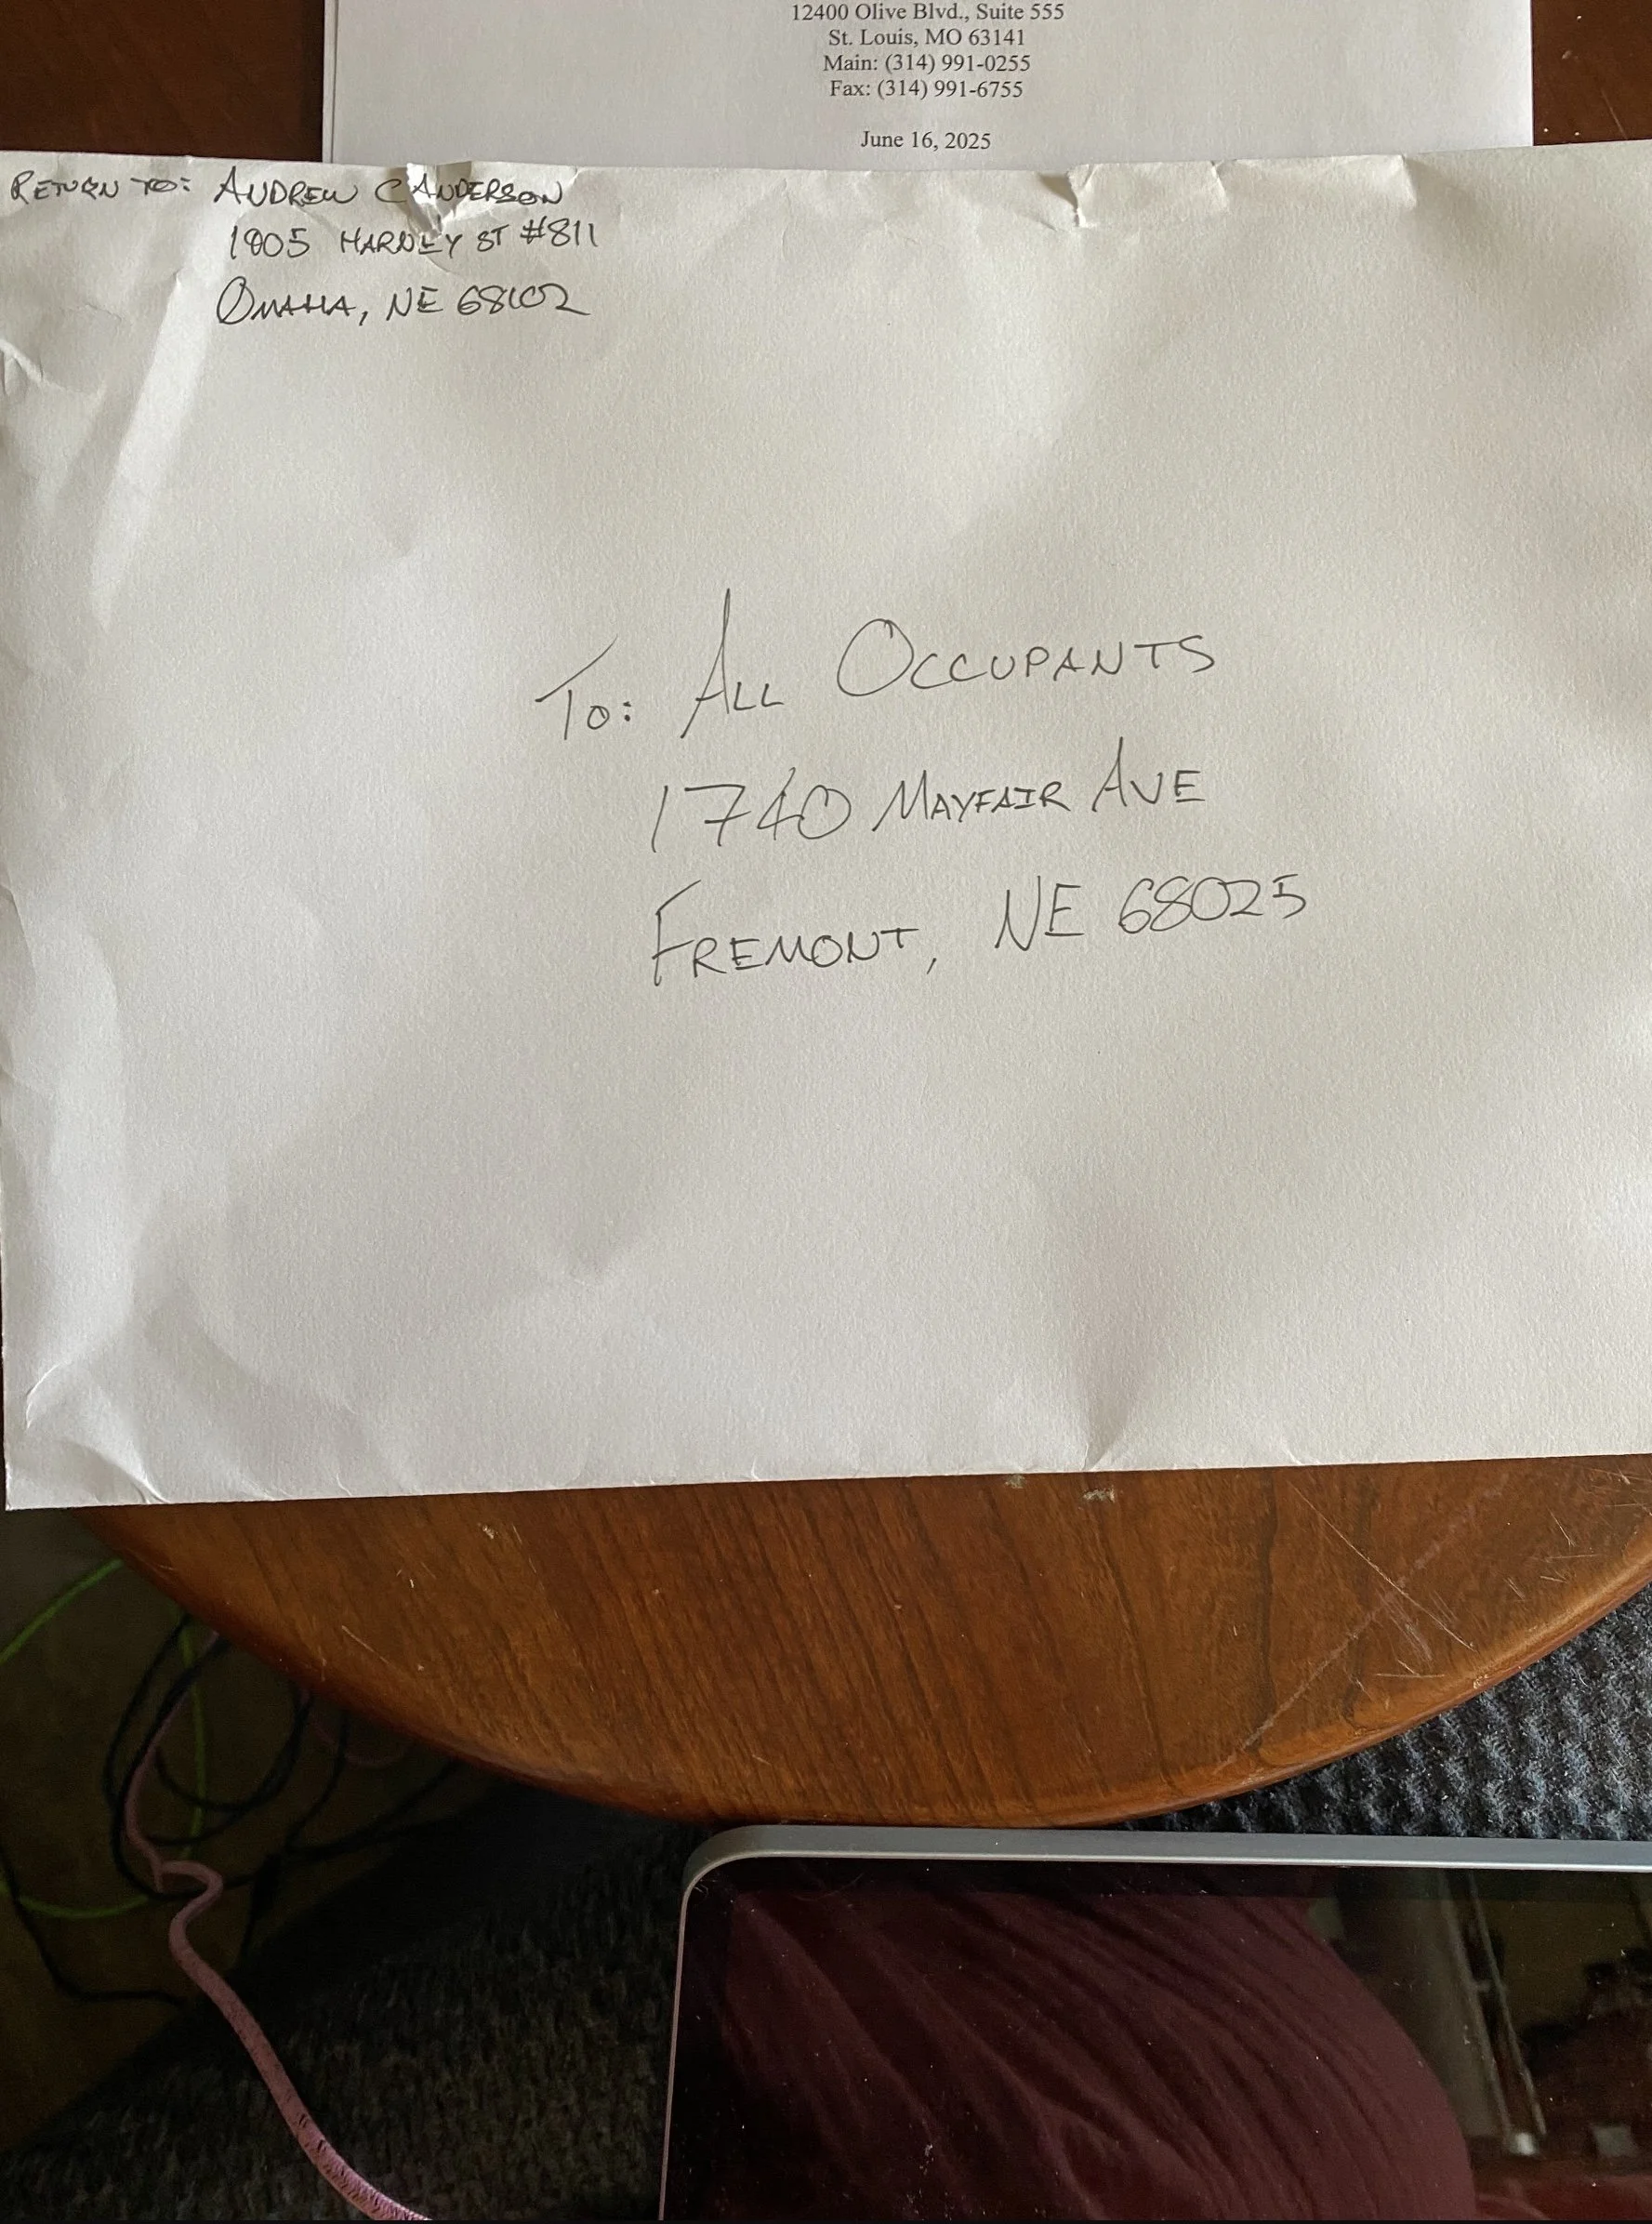 12400 Olive Blvd., Suite 555
St. Louis, MO 63141
Main: (314) 991-0255
Fax: (314) 991-6755
June 16, 2025
RETURN TO: ANDREW C ANDERSON
1905 HARNEY ST #811
OMAHA, NE 68102
TO: ALL OCCUPANTS
1740 MAYFAIR AVE
FREMONT, NE 68025